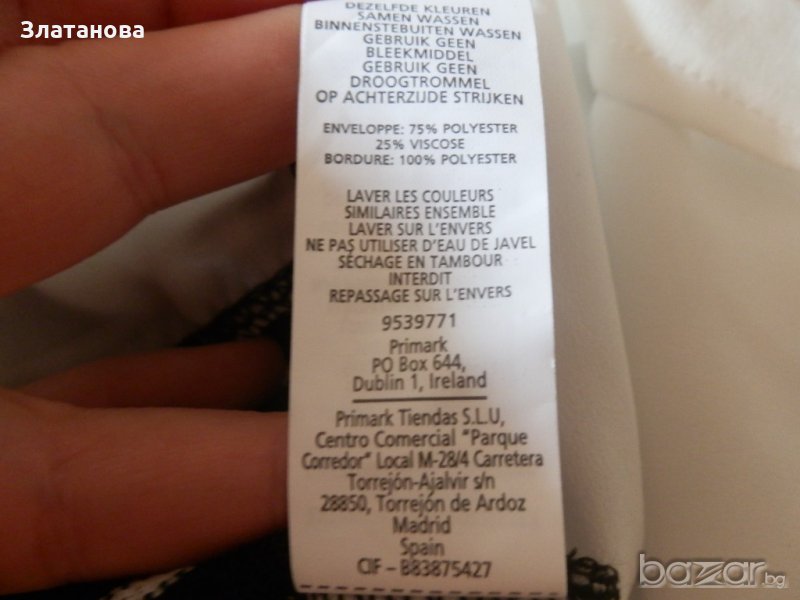 Златанова
DEZELFDE KLEUREN
SAMEN WASSEN
BINNENSTEBUITEN WASSEN
GEBRUIK GEEN
BLEEKMIDDEL
GEBRUIK GEEN
DROOGTROMMEL
OP ACHTERZIJDE STRIJKEN
ENVELOPPE: 75% POLYESTER
25% VISCOSE
BORDURE: 100% POLYESTER
LAVER LES COULEURS
SIMILAIRES ENSEMBLE
LAVER SUR L'ENVERS
NE PAS UTILISER D'EAU DE JAVEL
SÉCHAGE EN TAMBOUR
INTERDIT
REPASSAGE SUR L'ENVERS
9539771
Primark
PO Box 644,
Dublin 1, Ireland
Primark Tiendas S.L.U,
Centro Comercial "Parque
Corredor" Local M-28/4 Carretera
Torrejón-Ajalvir s/n
28850, Torrejón de Ardoz
Madrid
Spain
CIF - B83875427
bazar.bg